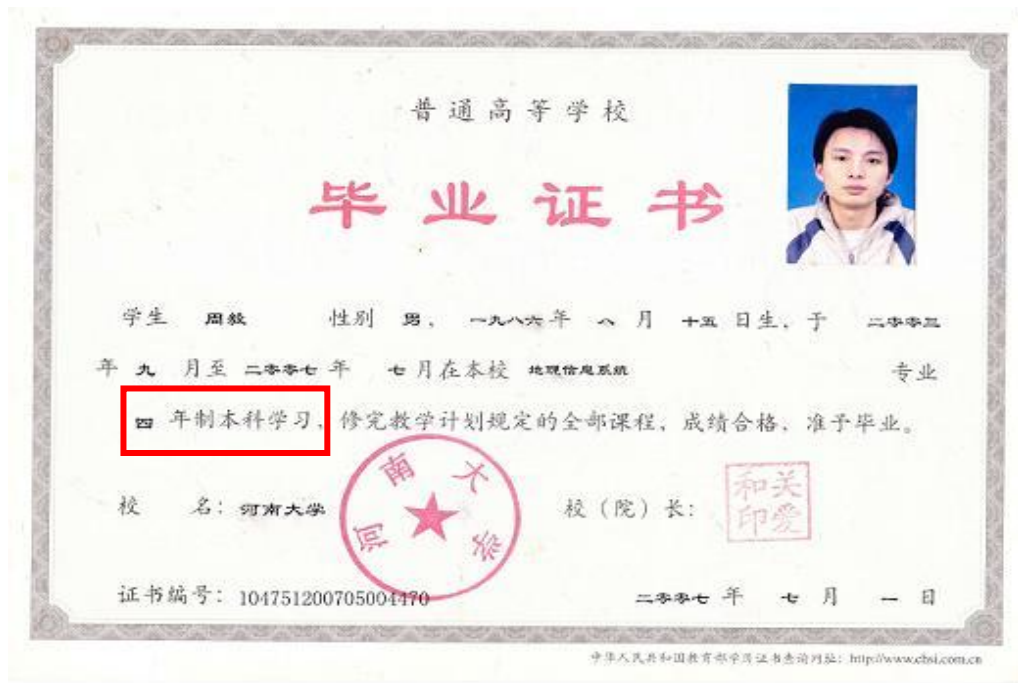 普通高等学校
毕业证书
学生 周毅 性别 男、一九八六年 八 月 十五 日生、于 二零零三
年 九 月至 二零零七 年 七月在本校 地理信息系统 专业
四 年制本科学习、修完教学计划规定的全部课程、成绩合格、准予毕业。
校 名：河南大学 校（院）长：
河南大学
关爱和印
证书编号：104751200705004470 二零零七 年 七 月 一 日
中华人民共和国教育部学历证书查询网址：http://www.chsi.com.cn